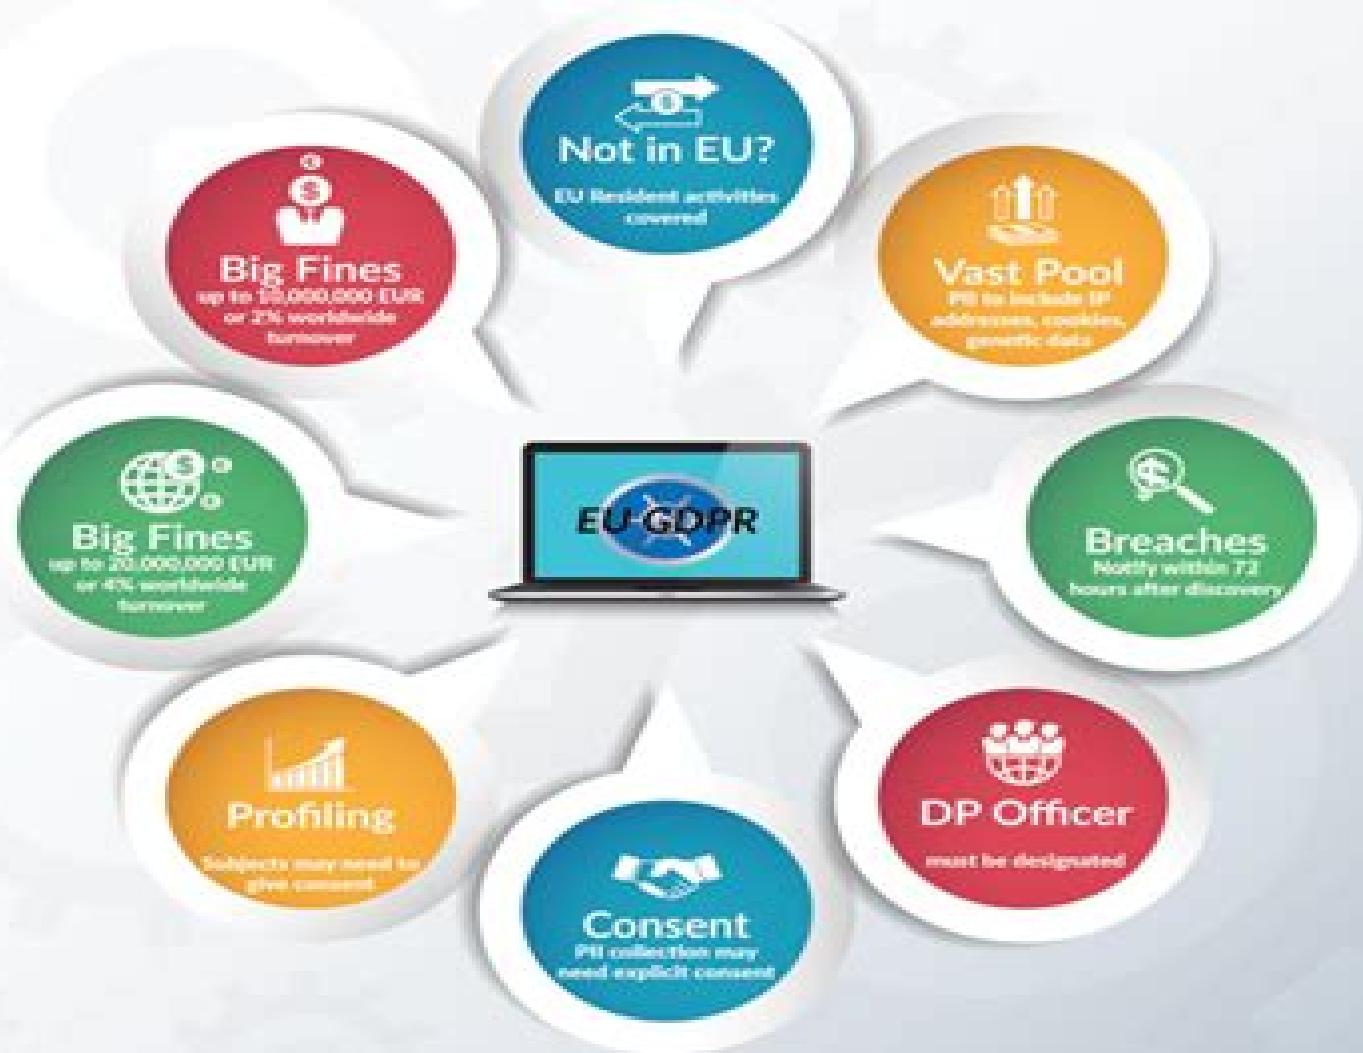 Not in EU?
EU Resident activities
covered
Vast Pool
PII to include IP
addresses, cookies,
genetic data
Breaches
Notify within 72
hours after discovery
DP Officer
must be designated
Consent
PII collection may
need explicit consent
Profiling
Subjects may need to
give consent
Big Fines
up to 20,000,000 EUR
or 4% worldwide
turnover
Big Fines
up to 10,000,000 EUR
or 2% worldwide
turnover
EU-GDPR